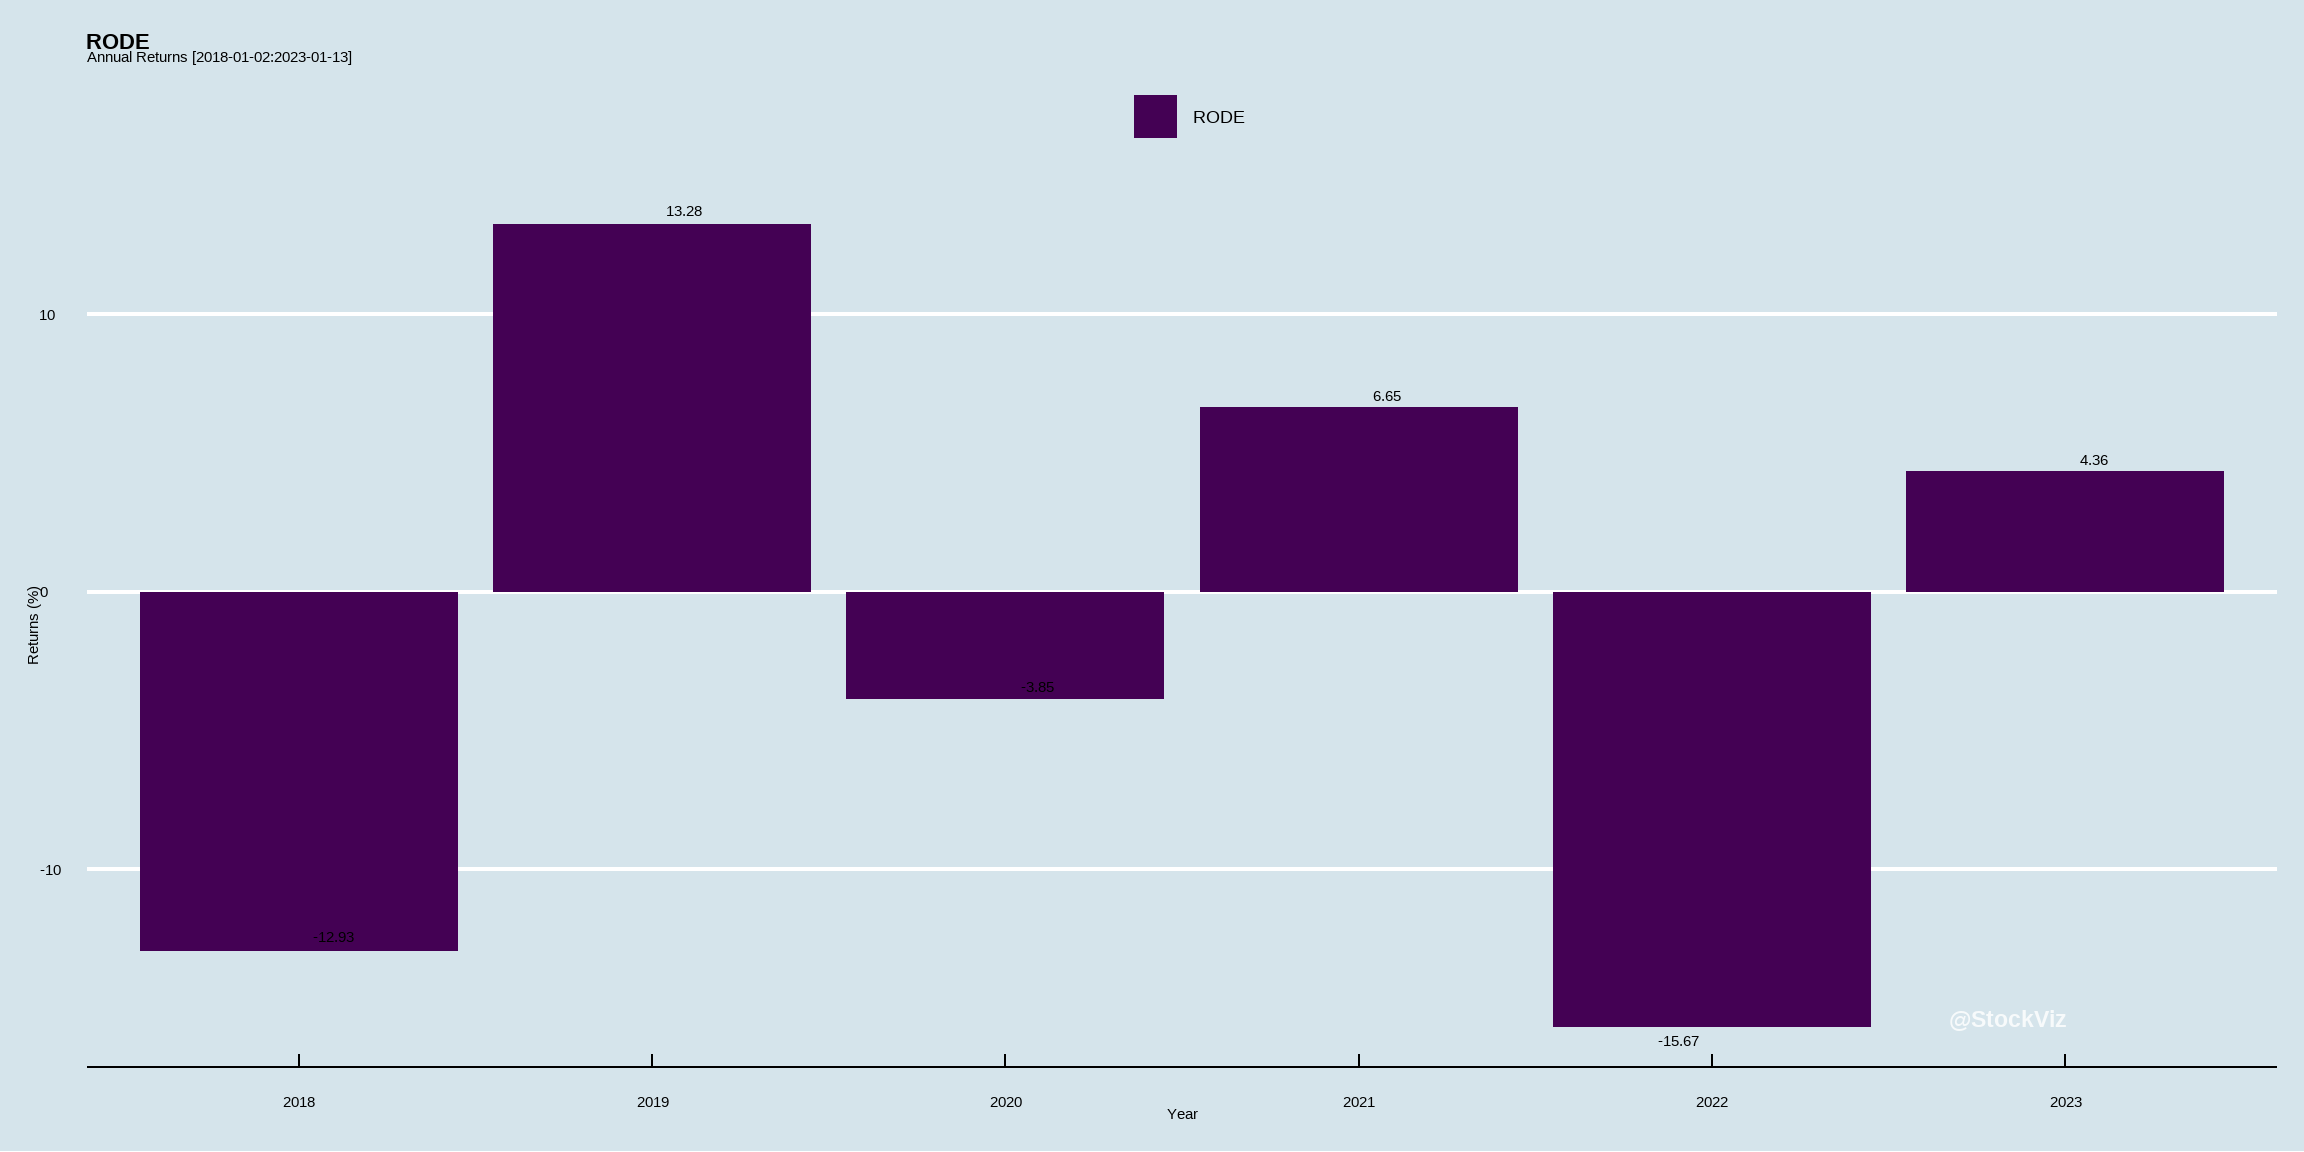 RODE
Annual Returns [2018-01-02:2023-01-13]
RODE
13.28
10
6.65
4.36
0
Returns (%)
-3.85
-10
-12.93
@StockViz
-15.67
2018 2019 2020 2021 2022 2023
Year